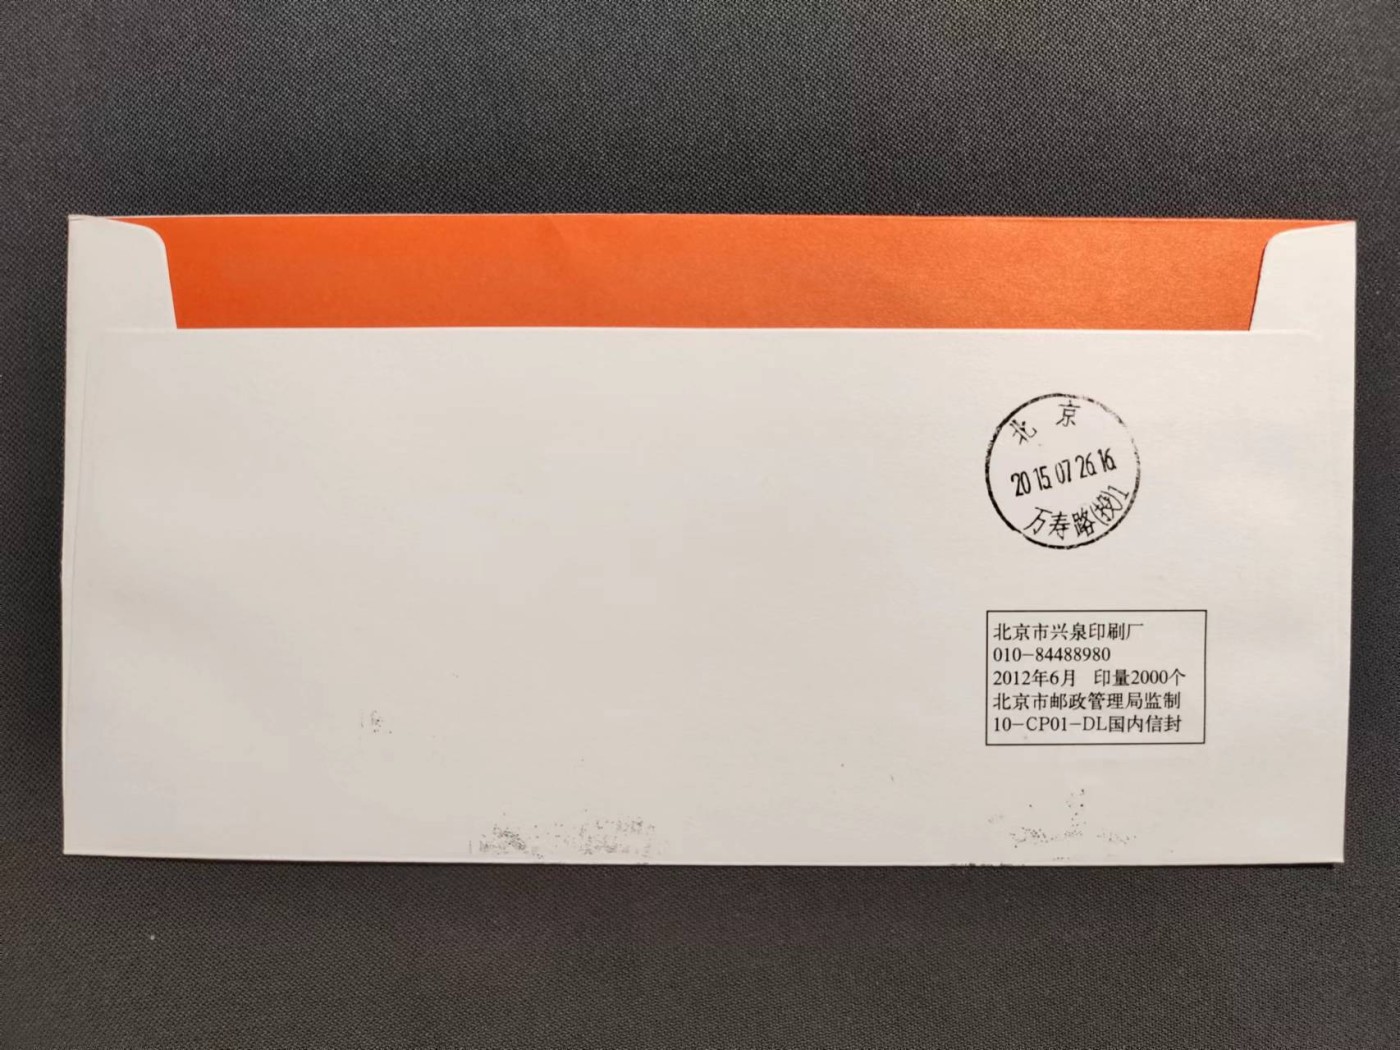 北京
2015.07.26.16
万寿路(投)1
北京市兴泉印刷厂
010-84488980
2012年6月 印量2000个
北京市邮政管理局监制
10-CP01-DL国内信封